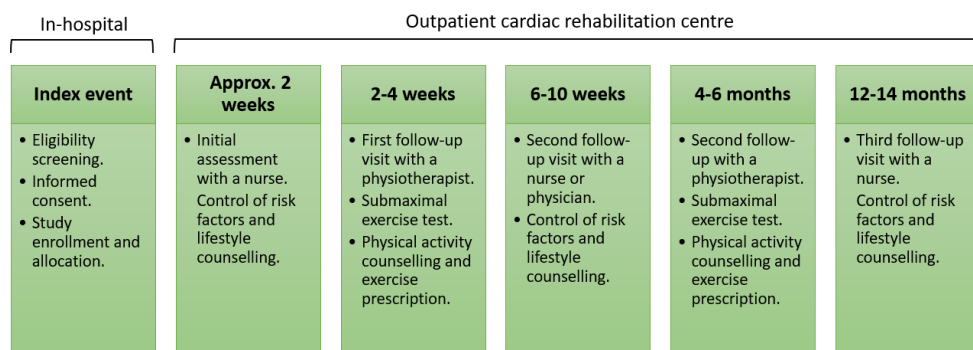 In-hospital
Outpatient cardiac rehabilitation centre
Index event
• Eligibility
screening.
• Informed
consent.
• Study
enrollment and
allocation.
Approx. 2
weeks
• Initial
assessment
with a nurse.
Control of risk
factors and
lifestyle
counselling.
2-4 weeks
• First follow-up
visit with a
physiotherapist.
• Submaximal
exercise test.
• Physical activity
counselling and
exercise
prescription.
6-10 weeks
• Second follow-
up visit with a
nurse or
physician.
• Control of risk
factors and
lifestyle
counselling.
4-6 months
• Second follow-
up with a
physiotherapist.
• Submaximal
exercise test.
• Physical activity
counselling and
exercise
prescription.
12-14 months
• Third follow-up
visit with a
nurse.
Control of risk
factors and
lifestyle
counselling.